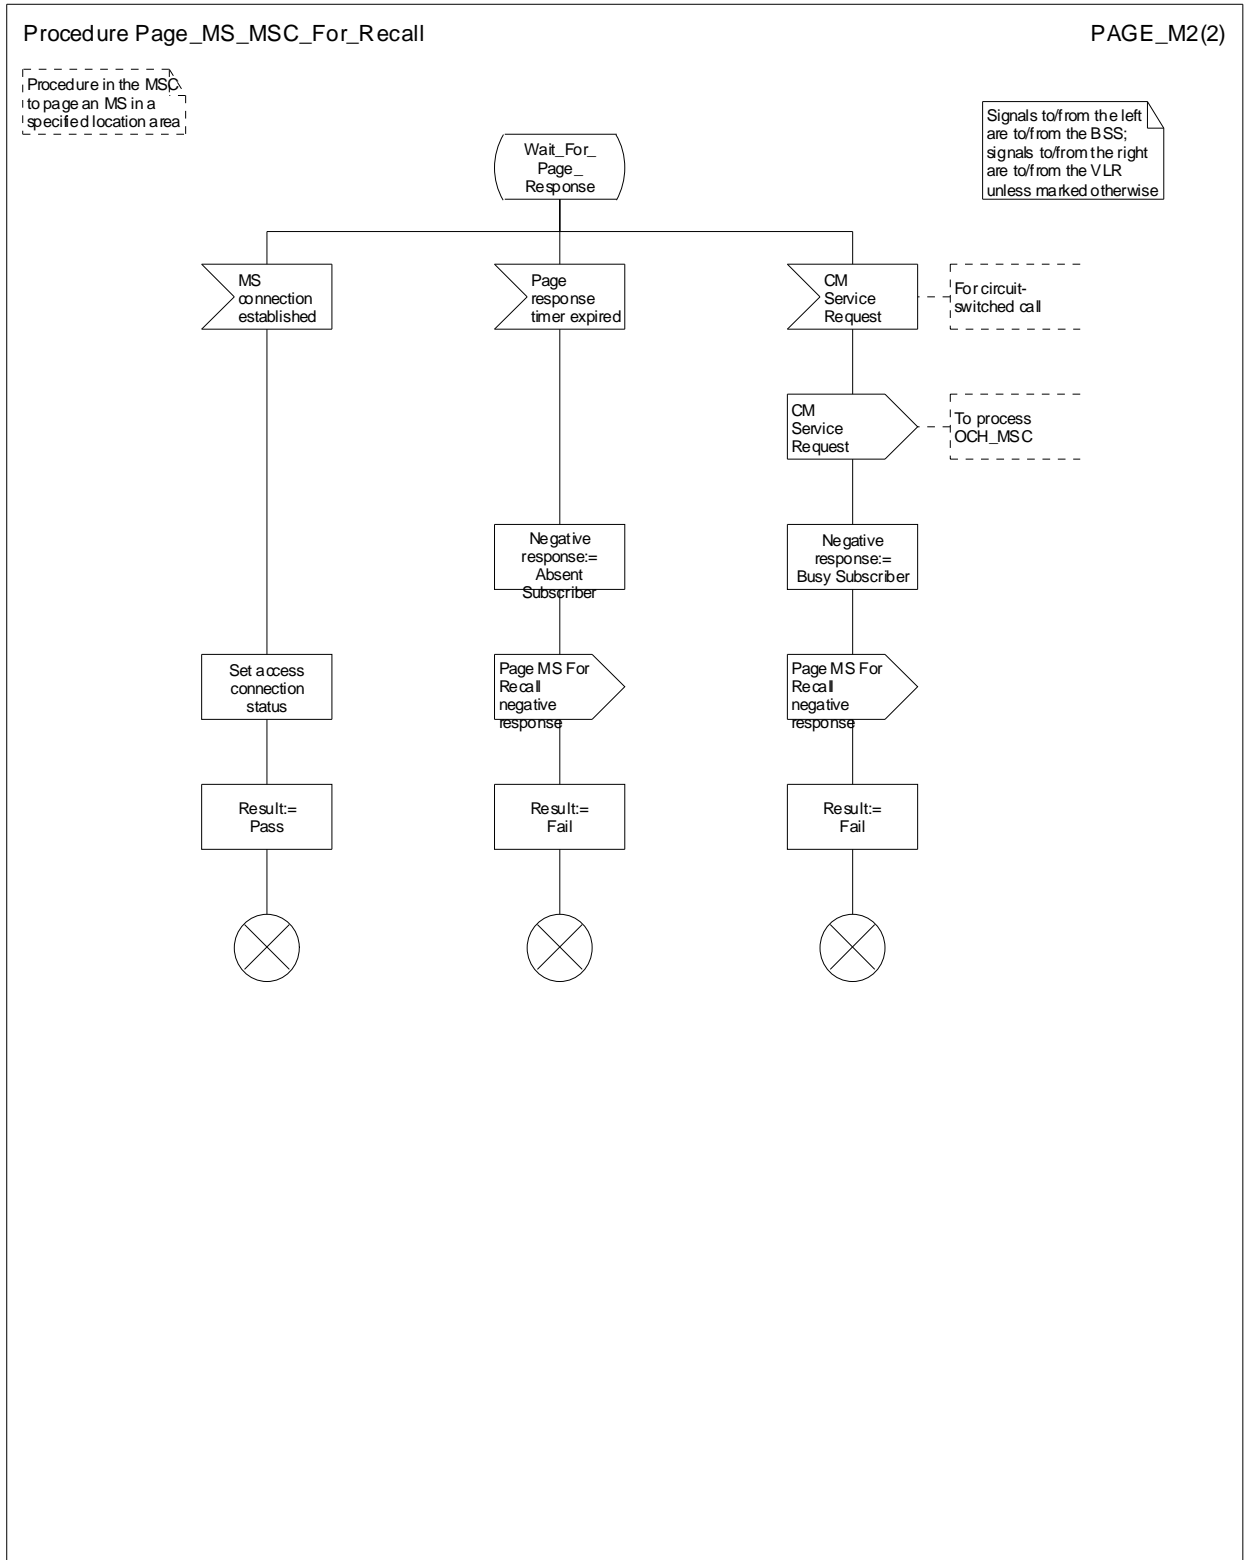 Procedure Page_MS_MSC_For_Recall
PAGE_M2(2)
Procedure in the MSC
to page an MS in a
specified location area
Signals to/from the left
are to/from the BSS;
signals to/from the right
are to/from the VLR
unless marked otherwise
Wait_For_
Page_
Response
MS
connection
established
Page
response
timer expired
CM
Service
Request
For circuit-
switched call
CM
Service
Request
To process
OCH_MSC
Negative
response:=
Absent
Subscriber
Negative
response:=
Busy Subscriber
Set access
connection
status
Page MS For
Recall
negative
response
Page MS For
Recall
negative
response
Result:=
Pass
Result:=
Fail
Result:=
Fail